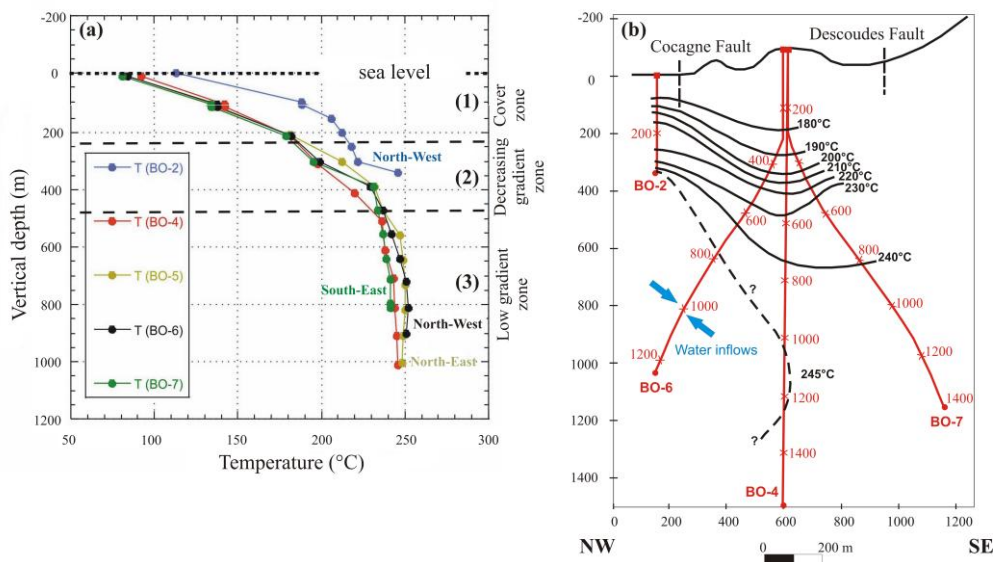 (a)
-200
0
200
400
600
800
1000
1200
Vertical depth (m)
50
100
150
200
250
300
Temperature (°C)
sea level
(1)
(2)
(3)
North-West
South-East
North-West
North-East
T (BO-2)
T (BO-4)
T (BO-5)
T (BO-6)
T (BO-7)
Cover
zone
Decreasing
gradient
zone
Low gradient
zone
(b)
Cocagne Fault
Descoudes Fault
-200
0
200
400
600
800
1000
1200
1400
200
BO-2
200
400
600
800
1000
1200
BO-6
600
800
1000
1200
1400
BO-4
600
800
1000
1200
1400
BO-7
180°C
190°C
200°C
210°C
220°C
230°C
240°C
245°C
?
?
Water inflows
0
200
400
600
800
1000
1200
NW
SE
0
200 m